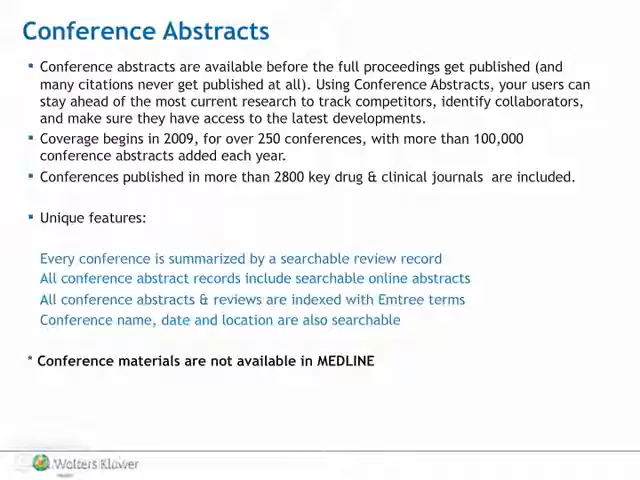 Conference Abstracts
▪ Conference abstracts are available before the full proceedings get published (and
many citations never get published at all). Using Conference Abstracts, your users can
stay ahead of the most current research to track competitors, identify collaborators,
and make sure they have access to the latest developments.
▪ Coverage begins in 2009, for over 250 conferences, with more than 100,000
conference abstracts added each year.
▪ Conferences published in more than 2800 key drug & clinical journals are included.
▪ Unique features:
Every conference is summarized by a searchable review record
All conference abstract records include searchable online abstracts
All conference abstracts & reviews are indexed with Emtree terms
Conference name, date and location are also searchable
* Conference materials are not available in MEDLINE
Wolters Kluwer